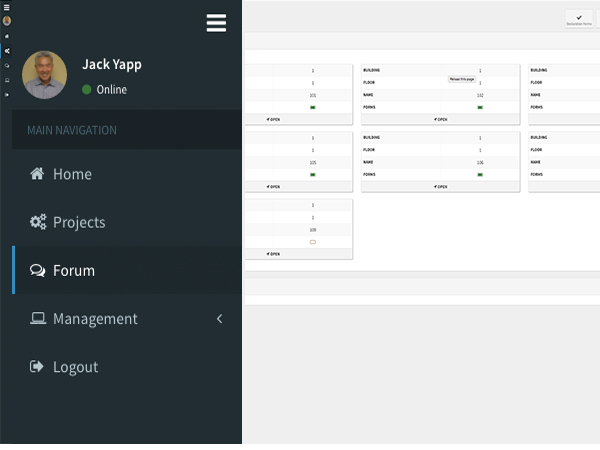 Jack Yapp
Online
MAIN NAVIGATION
Home
Projects
Forum
Management
Logout
1
1
101
OPEN
BUILDING 1
FLOOR 1
NAME 102
FORMS
Reload this page
OPEN
BUILDING
FLOOR
NAME
FORMS
1
1
105
OPEN
BUILDING 1
FLOOR 1
NAME 106
FORMS
OPEN
BUILDING
FLOOR
NAME
FORMS
1
1
109
OPEN